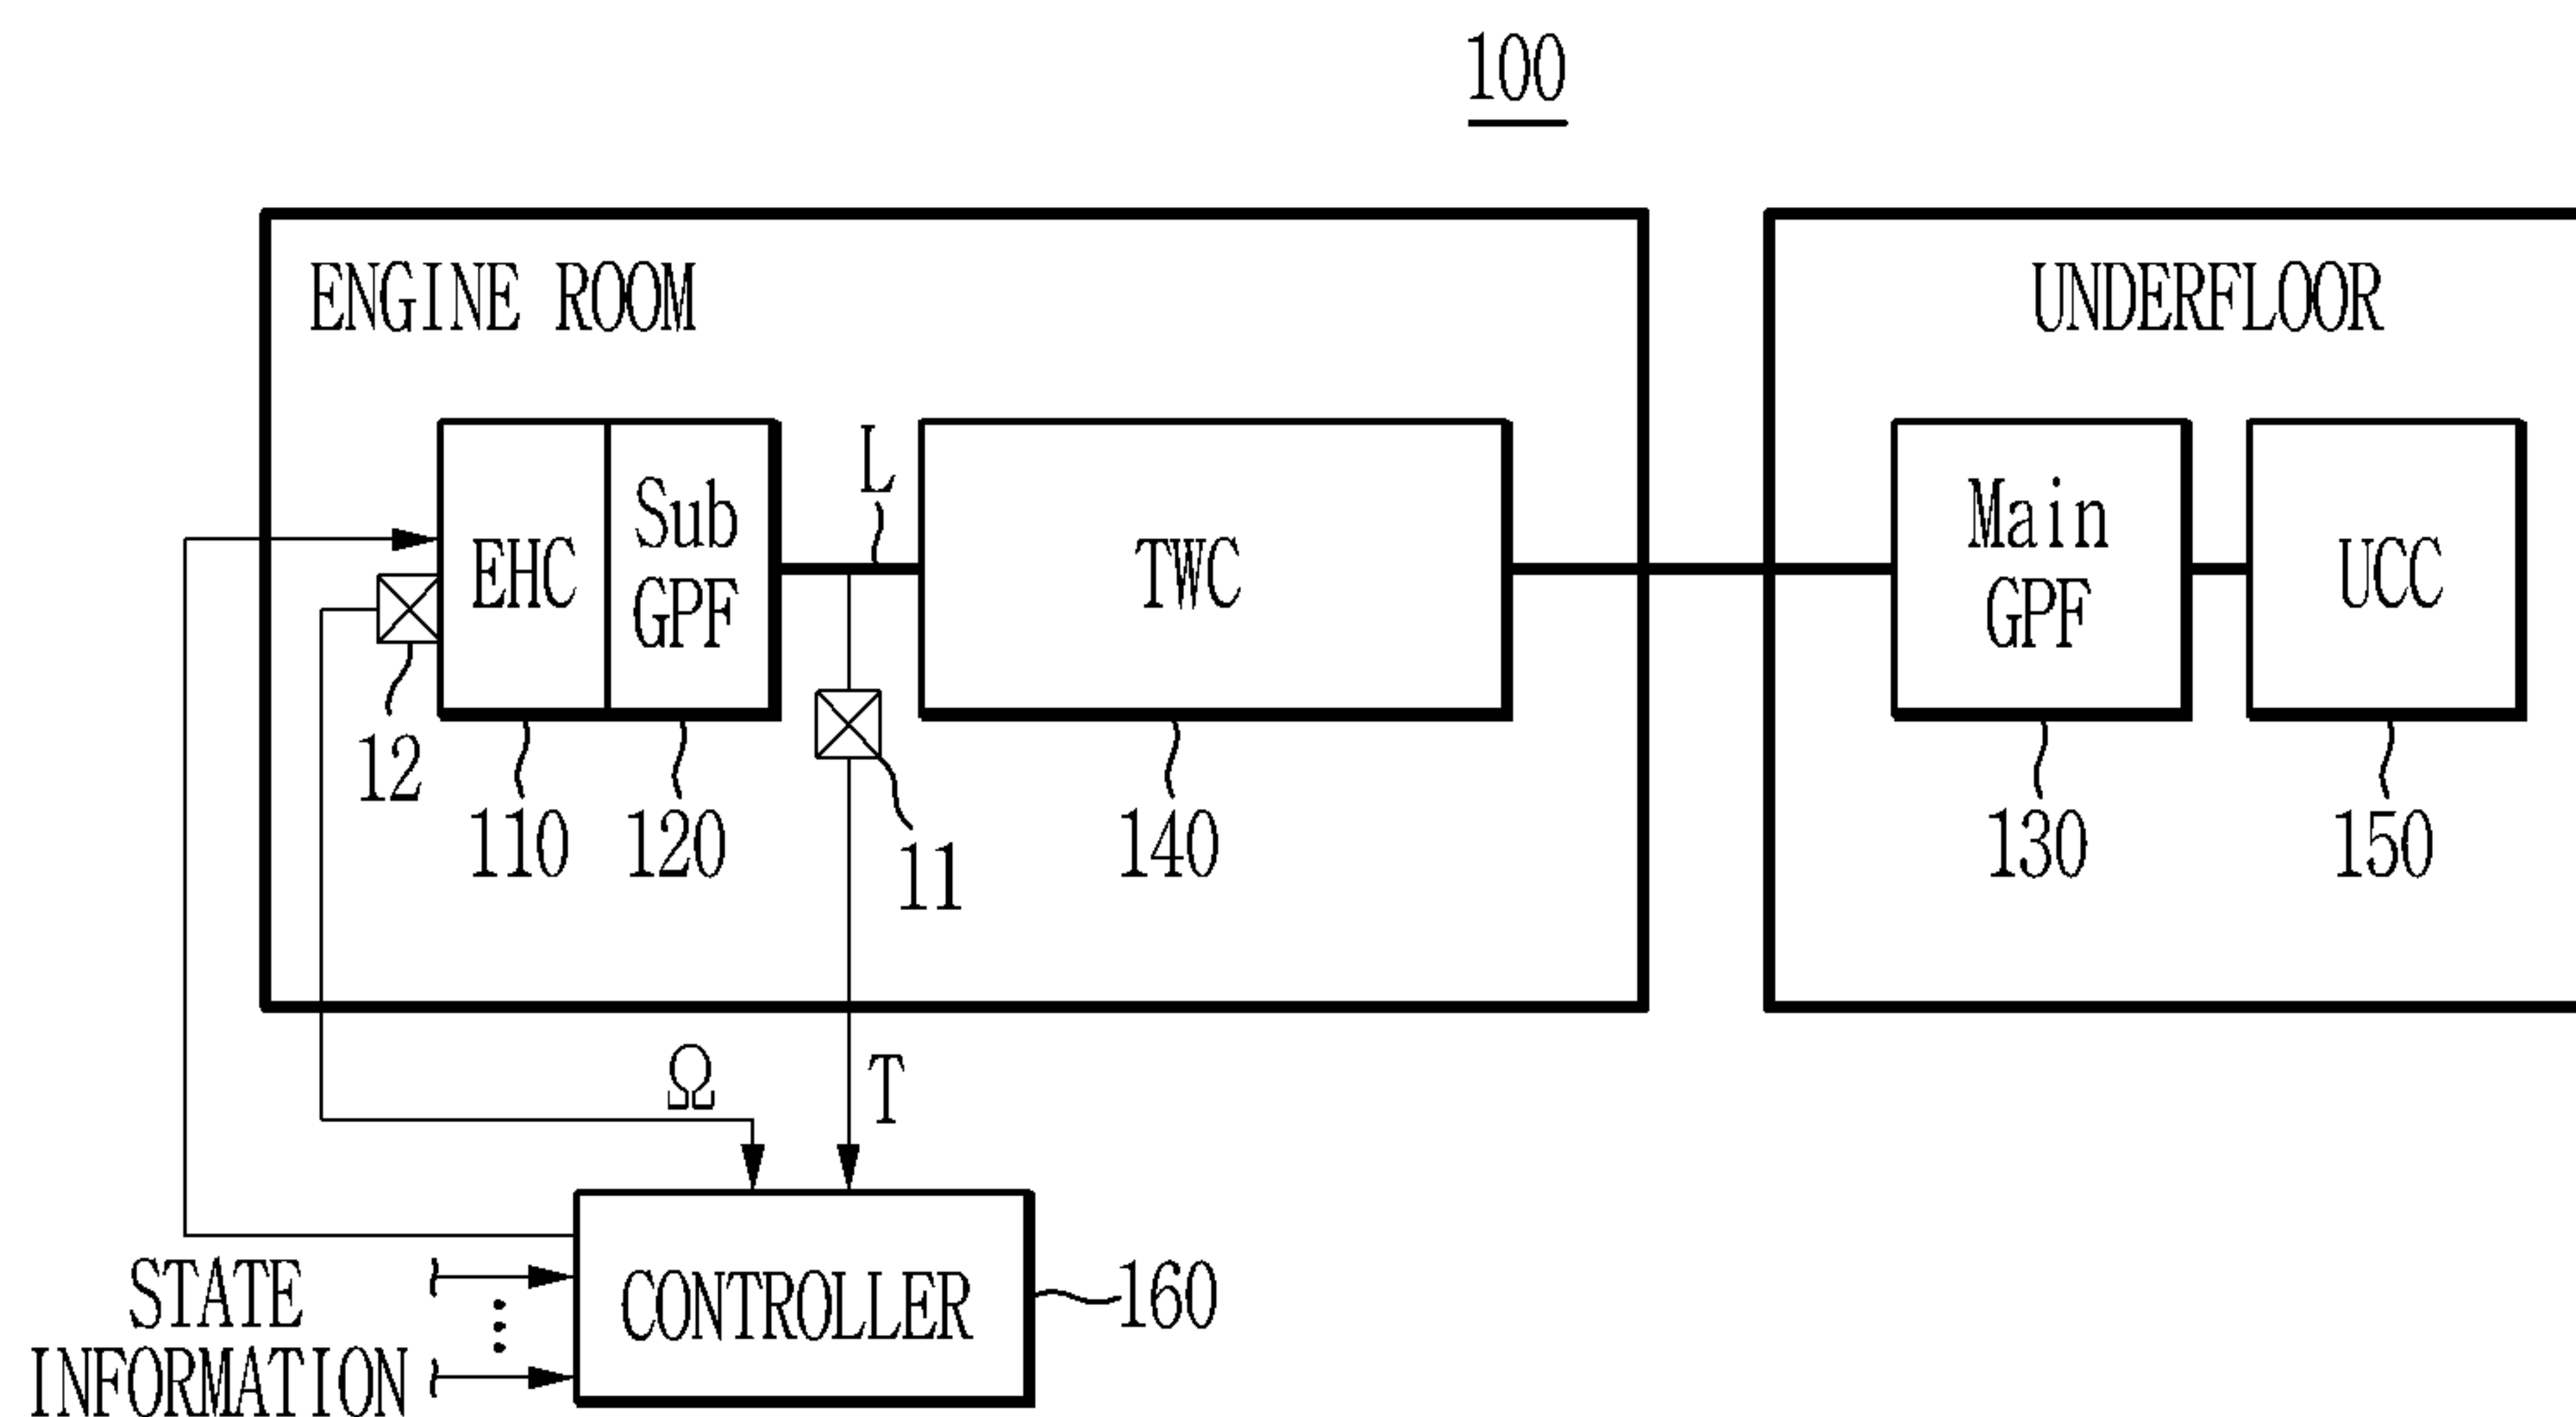 100
ENGINE ROOM
UNDERFLOOR
L
EHC
Sub
GPF
TWC
Main
GPF
UCC
12
110
120
11
140
130
150
Ω
T
STATE
INFORMATION
CONTROLLER
160